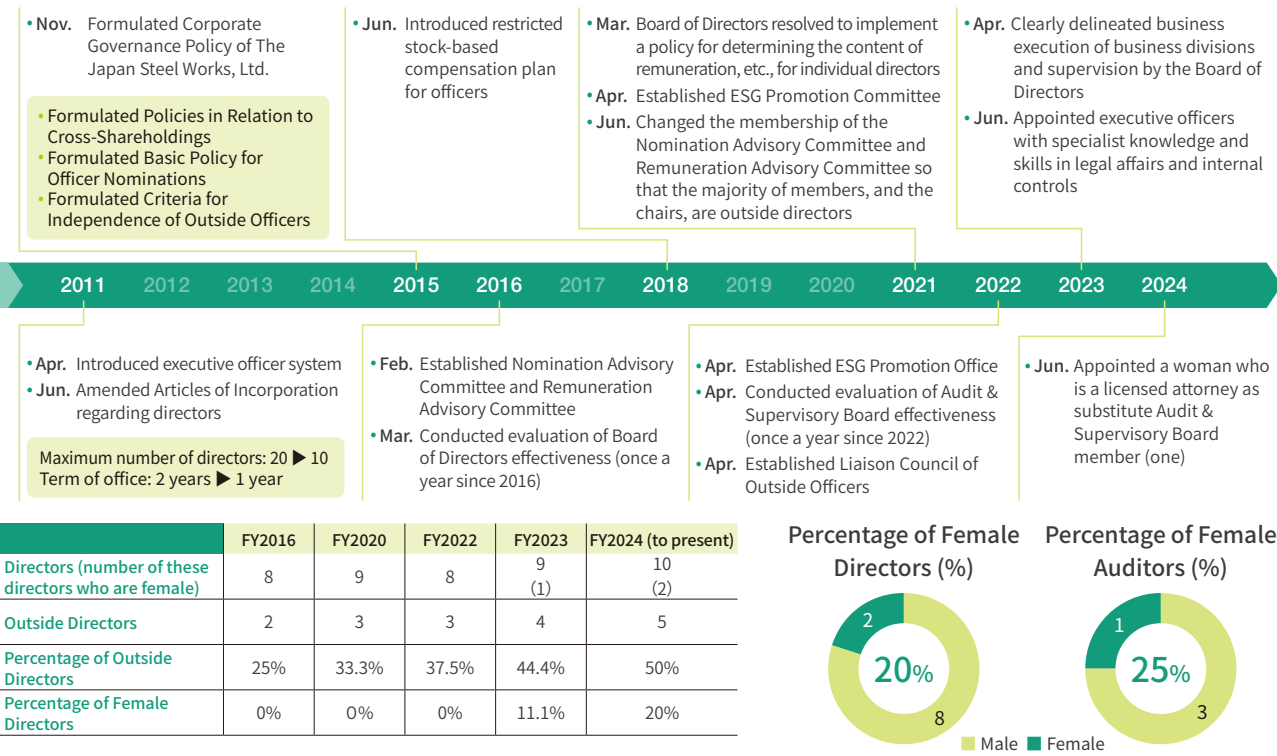 • Nov. Formulated Corporate
Governance Policy of The
Japan Steel Works, Ltd.
• Formulated Policies in Relation to
Cross-Shareholdings
• Formulated Basic Policy for
Officer Nominations
• Formulated Criteria for
Independence of Outside Officers
• Jun. Introduced restricted
stock-based
compensation plan
for officers
• Mar. Board of Directors resolved to implement
a policy for determining the content of
remuneration, etc., for individual directors
• Apr. Established ESG Promotion Committee
• Jun. Changed the membership of the
Nomination Advisory Committee and
Remuneration Advisory Committee so
that the majority of members, and the
chairs, are outside directors
• Apr. Clearly delineated business
execution of business divisions
and supervision by the Board of
Directors
• Jun. Appointed executive officers
with specialist knowledge and
skills in legal affairs and internal
controls
2011 2012 2013 2014 2015 2016 2017 2018 2019 2020 2021 2022 2023 2024
• Apr. Introduced executive officer system
• Jun. Amended Articles of Incorporation
regarding directors
Maximum number of directors: 20 ▶ 10
Term of office: 2 years ▶ 1 year
• Feb. Established Nomination Advisory
Committee and Remuneration
Advisory Committee
• Mar. Conducted evaluation of Board
of Directors effectiveness (once a
year since 2016)
• Apr. Established ESG Promotion Office
• Apr. Conducted evaluation of Audit &
Supervisory Board effectiveness
(once a year since 2022)
• Apr. Established Liaison Council of
Outside Officers
• Jun. Appointed a woman who
is a licensed attorney as
substitute Audit &
Supervisory Board
member (one)
FY2016 FY2020 FY2022 FY2023 FY2024 (to present)
Directors (number of these
directors who are female) 8 9 8 9 (1) 10 (2)
Outside Directors 2 3 3 4 5
Percentage of Outside
Directors 25% 33.3% 37.5% 44.4% 50%
Percentage of Female
Directors 0% 0% 0% 11.1% 20%
Percentage of Female
Directors (%)
2
20%
8
Percentage of Female
Auditors (%)
1
25%
3
Male Female